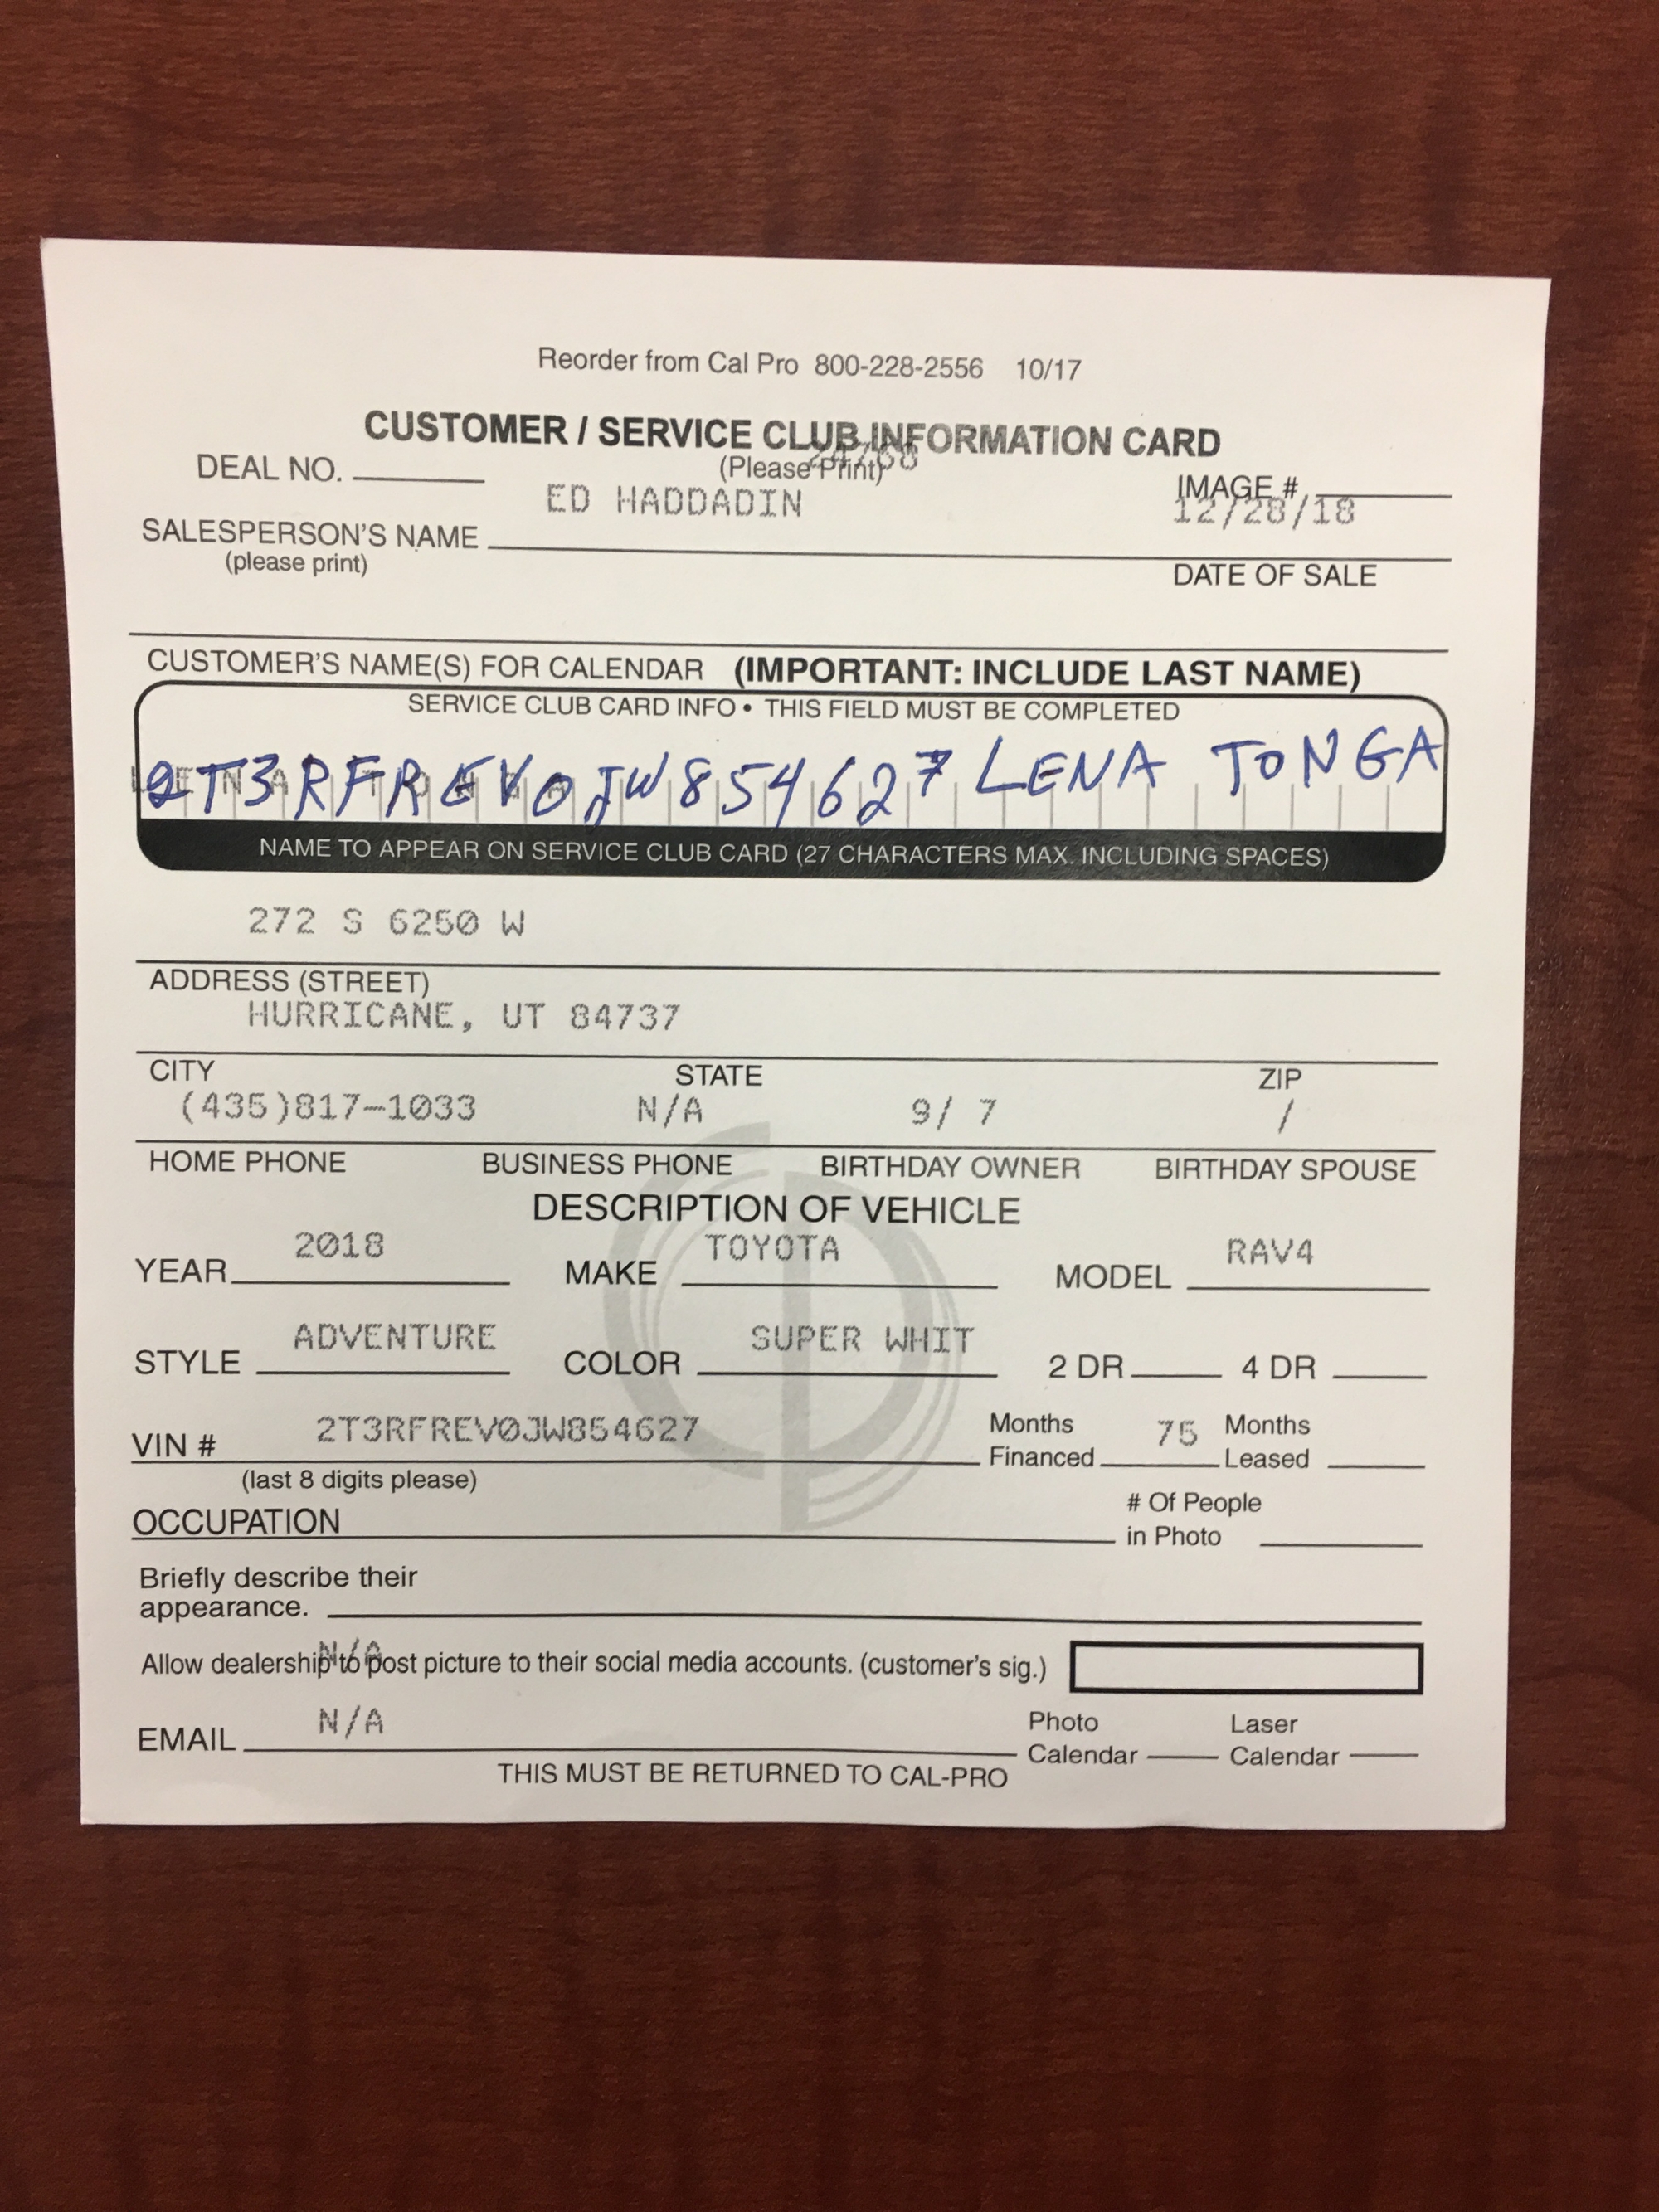 Reorder from Cal Pro 800-228-2556 10/17
CUSTOMER / SERVICE CLUB INFORMATION CARD
DEAL NO. (Please Print)
ED HADDADIN IMAGE #
12/28/18
SALESPERSON'S NAME
(please print) DATE OF SALE
CUSTOMER'S NAME(S) FOR CALENDAR (IMPORTANT: INCLUDE LAST NAME)
SERVICE CLUB CARD INFO • THIS FIELD MUST BE COMPLETED
2T3RFREV0JW854627 LENA TONGA
NAME TO APPEAR ON SERVICE CLUB CARD (27 CHARACTERS MAX. INCLUDING SPACES)
272 S 6250 W
ADDRESS (STREET)
HURRICANE, UT 84737
CITY STATE ZIP
(435)817-1033 N/A 9/ 7 /
HOME PHONE BUSINESS PHONE BIRTHDAY OWNER BIRTHDAY SPOUSE
DESCRIPTION OF VEHICLE
YEAR 2018 MAKE TOYOTA MODEL RAV4
STYLE ADVENTURE COLOR SUPER WHIT 2 DR 4 DR
VIN # 2T3RFREV0JW854627 Months Financed 75 Months Leased
(last 8 digits please)
OCCUPATION # Of People in Photo
Briefly describe their
appearance.
N/A
Allow dealership to post picture to their social media accounts. (customer's sig.)
EMAIL N/A Photo Calendar Laser Calendar
THIS MUST BE RETURNED TO CAL-PRO